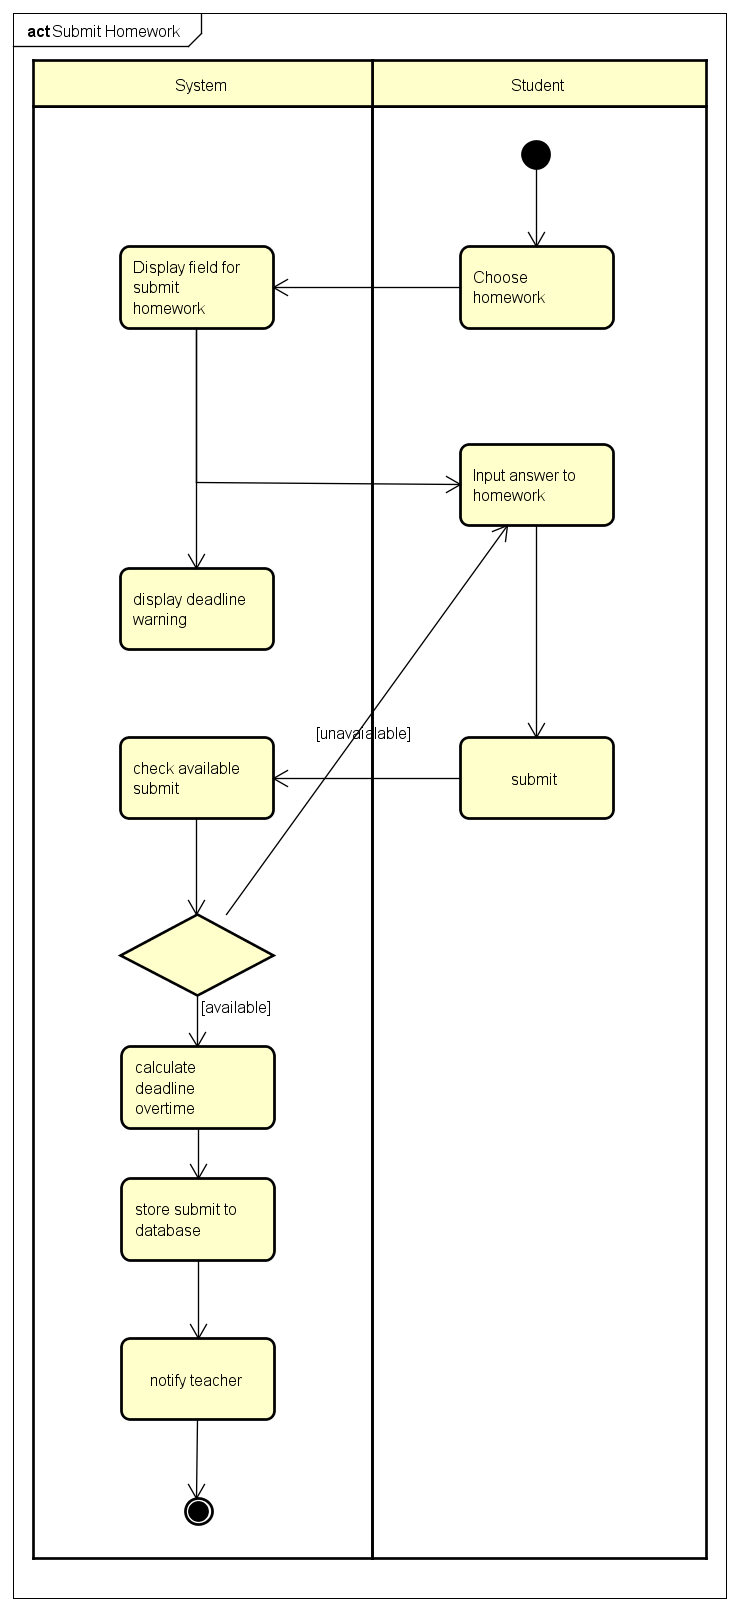 act Submit Homework
System
Student
Display field for
submit
homework
Choose
homework
Input answer to
homework
display deadline
warning
[unavaialable]
check available
submit
submit
[available]
calculate
deadline
overtime
store submit to
database
notify teacher